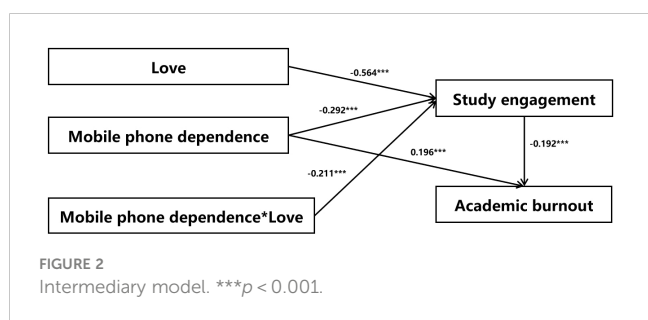 Love
-0.564***
Study engagement
-0.292***
Mobile phone dependence
0.196***
-0.192***
-0.211***
Mobile phone dependence*Love
Academic burnout
FIGURE 2
Intermediary model. ***p < 0.001.